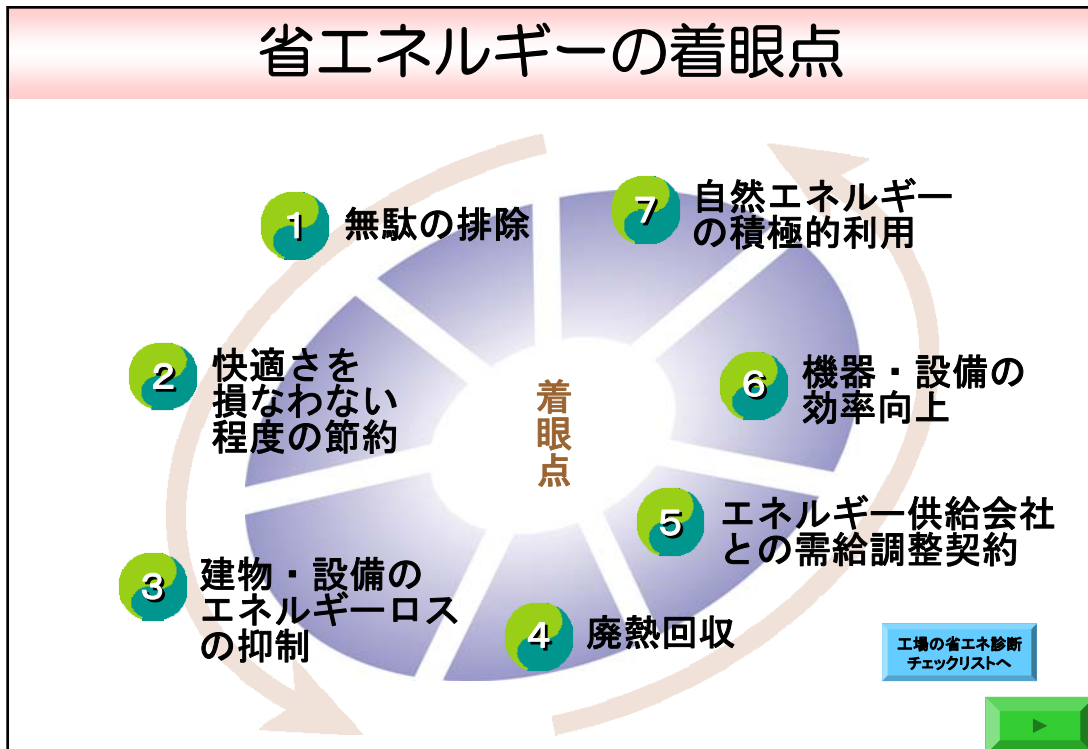 省エネルギーの着眼点
1 無駄の排除
2 快適さを
損なわない
程度の節約
3 建物・設備の
エネルギーロス
の抑制
4 廃熱回収
5 エネルギー供給会社
との需給調整契約
6 機器・設備の
効率向上
7 自然エネルギー
の積極的利用
着
眼
点
工場の省エネ診断
チェックリストへ